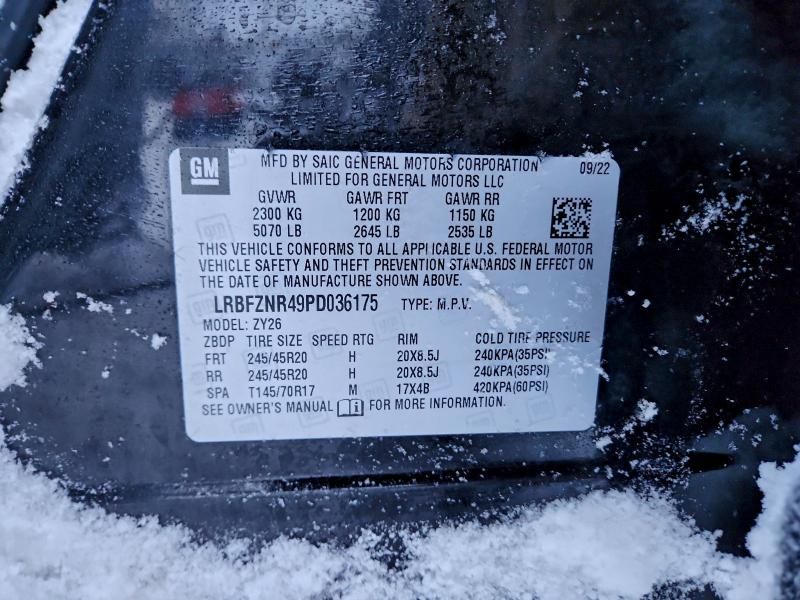 GM
MFD BY SAIC GENERAL MOTORS CORPORATION 09/22
LIMITED FOR GENERAL MOTORS LLC
GVWR GAWR FRT GAWR RR
2300 KG 1200 KG 1150 KG
5070 LB 2645 LB 2535 LB
THIS VEHICLE CONFORMS TO ALL APPLICABLE U.S. FEDERAL MOTOR
VEHICLE SAFETY AND THEFT PREVENTION STANDARDS IN EFFECT ON
THE DATE OF MANUFACTURE SHOWN ABOVE.
LRBFZNR49PD036175 TYPE: M.P.V.
MODEL: ZY26
ZBDP TIRE SIZE SPEED RTG RIM COLD TIRE PRESSURE
FRT 245/45R20 H 20X8.5J 240KPA(35PSI)
RR 245/45R20 H 20X8.5J 240KPA(35PSI)
SPA T145/70R17 M 17X4B 420KPA(60PSI)
SEE OWNER'S MANUAL FOR MORE INFORMATION.